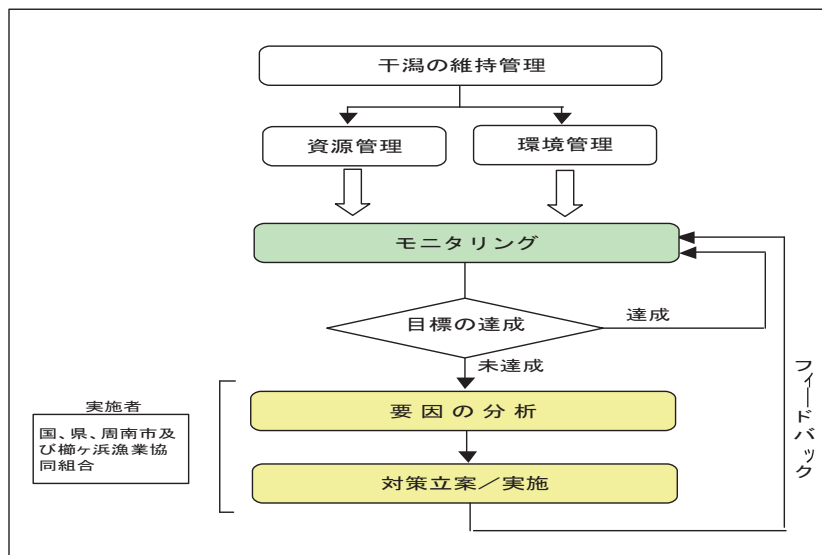 干潟の維持管理
資源管理
環境管理
モニタリング
目標の達成
達成
未達成
フィードバック
実施者
国、県、周南市及
び櫛ヶ浜漁業協
同組合
要因の分析
対策立案／実施